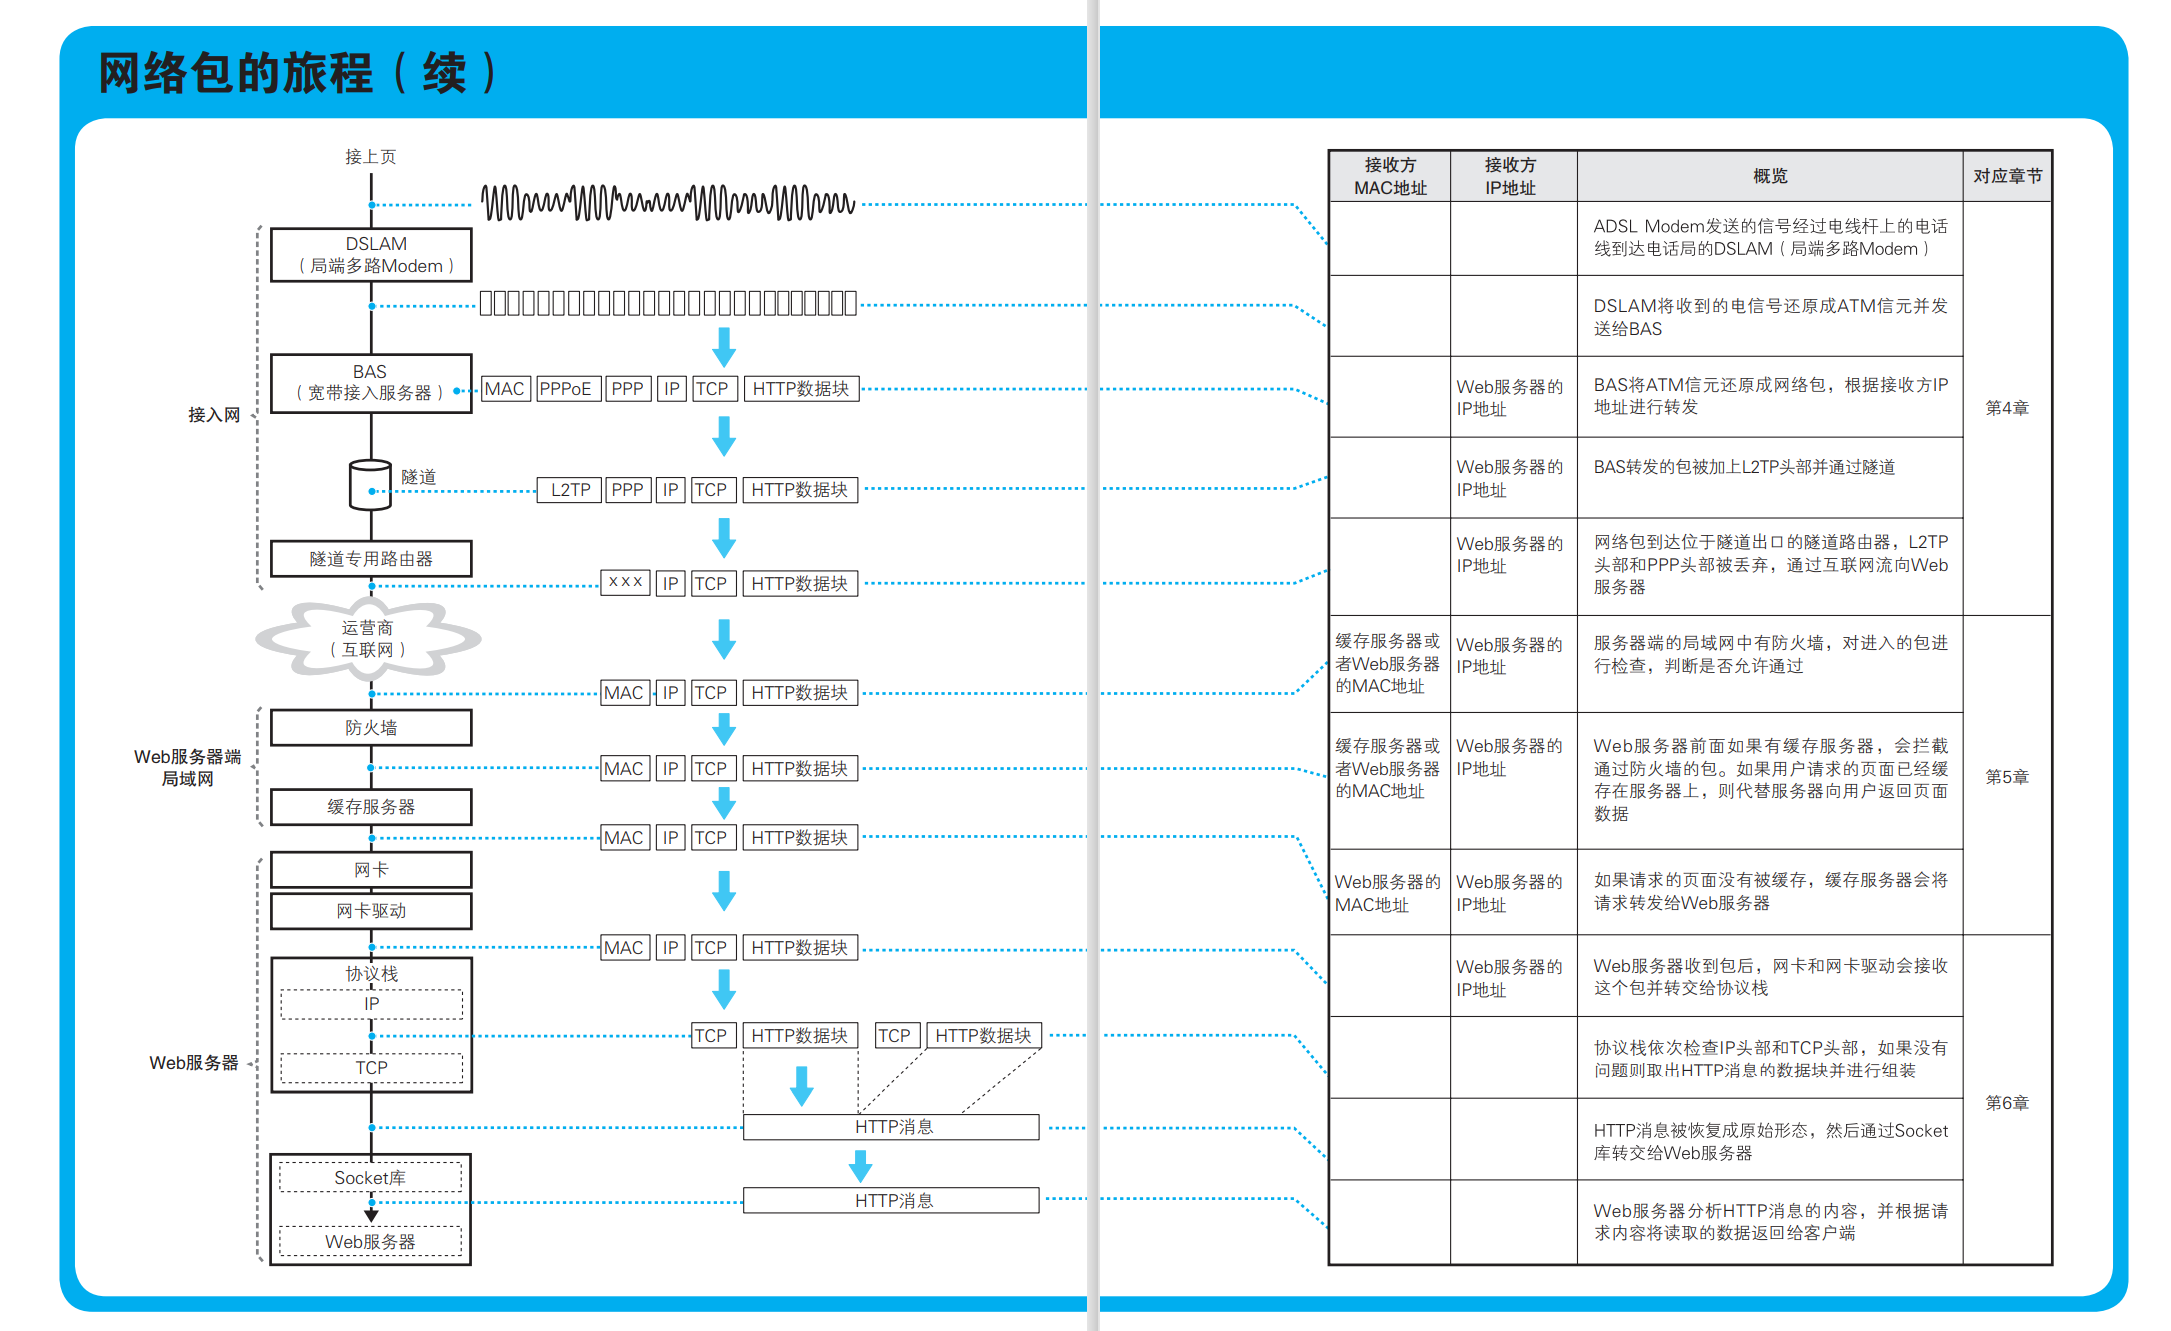 网络包的旅程（续）
接上页
DSLAM
（局端多路Modem）
BAS
（宽带接入服务器）
MAC PPPoE PPP IP TCP HTTP数据块
接入网
隧道
L2TP PPP IP TCP HTTP数据块
隧道专用路由器
xxx IP TCP HTTP数据块
运营商
（互联网）
MAC IP TCP HTTP数据块
防火墙
Web服务器端
局域网
MAC IP TCP HTTP数据块
缓存服务器
MAC IP TCP HTTP数据块
网卡
网卡驱动
MAC IP TCP HTTP数据块
协议栈
IP
TCP HTTP数据块 TCP HTTP数据块
Web服务器
TCP
HTTP消息
Socket库
HTTP消息
Web服务器
接收方
MAC地址
接收方
IP地址
概览
对应章节
ADSL Modem发送的信号经过电线杆上的电话
线到达电话局的DSLAM（局端多路Modem）
DSLAM将收到的电信号还原成ATM信元并发
送给BAS
Web服务器的
IP地址
BAS将ATM信元还原成网络包，根据接收方IP
地址进行转发
第4章
Web服务器的
IP地址
BAS转发的包被加上L2TP头部并通过隧道
Web服务器的
IP地址
网络包到达位于隧道出口的隧道路由器，L2TP
头部和PPP头部被丢弃，通过互联网流向Web
服务器
缓存服务器或
者Web服务器
的MAC地址
Web服务器的
IP地址
服务器端的局域网中有防火墙，对进入的包进
行检查，判断是否允许通过
缓存服务器或
者Web服务器
的MAC地址
Web服务器的
IP地址
Web服务器前面如果有缓存服务器，会拦截
通过防火墙的包。如果用户请求的页面已经缓
存在服务器上，则代替服务器向用户返回页面
数据
第5章
Web服务器的
MAC地址
Web服务器的
IP地址
如果请求的页面没有被缓存，缓存服务器会将
请求转发给Web服务器
Web服务器的
IP地址
Web服务器收到包后，网卡和网卡驱动会接收
这个包并转交给协议栈
协议栈依次检查IP头部和TCP头部，如果没有
问题则取出HTTP消息的数据块并进行组装
第6章
HTTP消息被恢复成原始形态，然后通过Socket
库转交给Web服务器
Web服务器分析HTTP消息的内容，并根据请
求内容将读取的数据返回给客户端